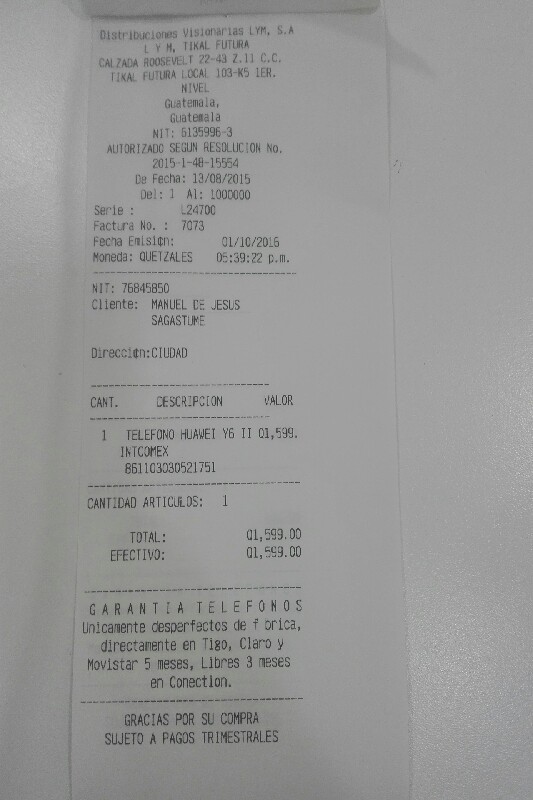 Distribuciones Visionarias LYM, S.A
L Y M, TIKAL FUTURA
CALZADA ROOSEVELT 22-43 Z.11 C.C.
TIKAL FUTURA LOCAL 103-K5 1ER.
NIVEL
Guatemala,
Guatemala
NIT: 6135996-3
AUTORIZADO SEGUN RESOLUCION No.
2015-1-48-15554
De Fecha: 13/08/2015
Del: 1 Al: 1000000
Serie : L24700
Factura No. : 7073
Fecha Emisi¢n: 01/10/2016
Moneda: QUETZALES 05:39:22 p.m.
NIT: 76845850
Cliente: MANUEL DE JESUS
SAGASTUME
Direcci¢n:CIUDAD
CANT. DESCRIPCION VALOR
1 TELEFONO HUAWEI Y6 II Q1,599.
INTCOMEX
861103030521751
CANTIDAD ARTICULOS: 1
TOTAL: Q1,599.00
EFECTIVO: Q1,599.00
G A R A N T I A T E L E F O N O S
Unicamente desperfectos de f brica,
directamente en Tigo, Claro y
Movistar 5 meses, Libres 3 meses
en Conection.
GRACIAS POR SU COMPRA
SUJETO A PAGOS TRIMESTRALES